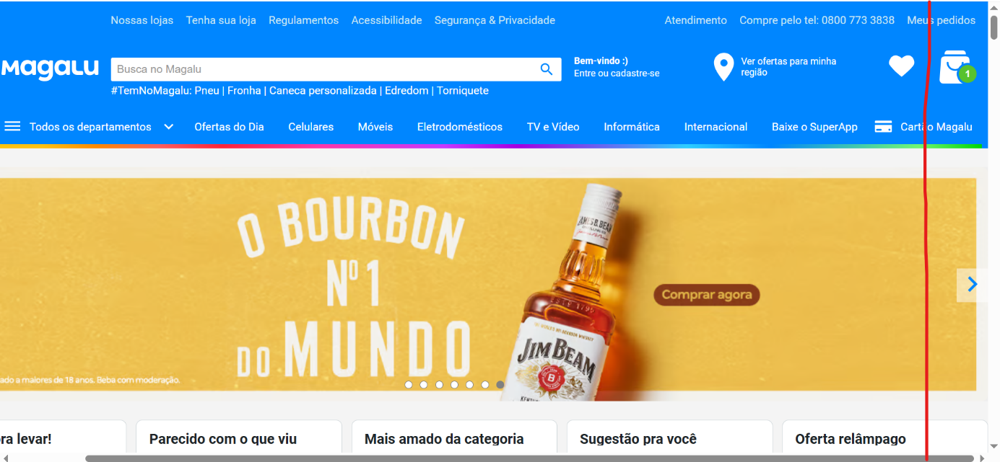 Nossas lojas Tenha sua loja Regulamentos Acessibilidade Segurança & Privacidade Atendimento Compre pelo tel: 0800 773 3838 Meus pedidos
Magalu
Busca no Magalu
Bem-vindo :)
Entre ou cadastre-se
Ver ofertas para minha
região
1
#TemNoMagalu: Pneu | Fronha | Caneca personalizada | Edredom | Torniquete
Todos os departamentos Ofertas do Dia Celulares Móveis Eletrodomésticos TV e Vídeo Informática Internacional Baixe o SuperApp Cartão Magalu
O BOURBON
Nº 1
DO MUNDO
ado a maiores de 18 anos. Beba com moderação.
JAMES B. BEAM
ESTD 1795
JIM BEAM
B
Comprar agora
ra levar! Parecido com o que viu Mais amado da categoria Sugestão pra você Oferta relâmpago